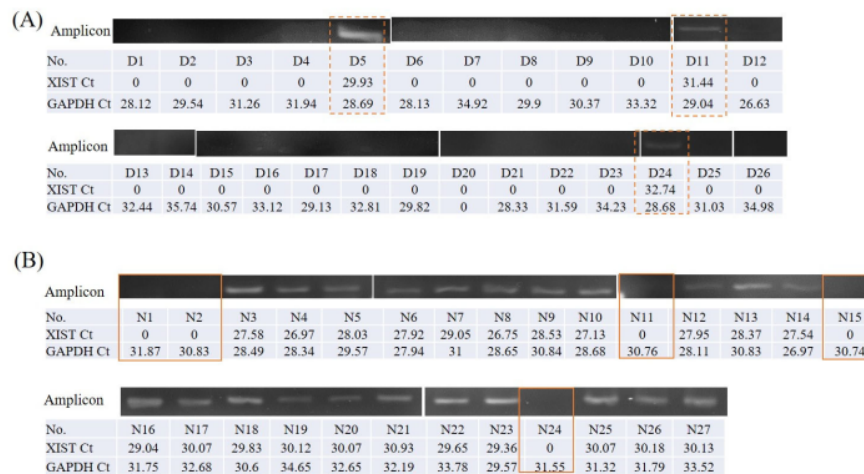 (A)
Amplicon
No. D1 D2 D3 D4 D5 D6 D7 D8 D9 D10 D11 D12
XIST Ct 0 0 0 0 29.93 0 0 0 0 0 31.44 0
GAPDH Ct 28.12 29.54 31.26 31.94 28.69 28.13 34.92 29.9 30.37 33.32 29.04 26.63
Amplicon
No. D13 D14 D15 D16 D17 D18 D19 D20 D21 D22 D23 D24 D25 D26
XIST Ct 0 0 0 0 0 0 0 0 0 0 0 32.74 0 0
GAPDH Ct 32.44 35.74 30.57 33.12 29.13 32.81 29.82 0 28.33 31.59 34.23 28.68 31.03 34.98
(B)
Amplicon
No. N1 N2 N3 N4 N5 N6 N7 N8 N9 N10 N11 N12 N13 N14 N15
XIST Ct 0 0 27.58 26.97 28.03 27.92 29.05 26.75 28.53 27.13 0 27.95 28.37 27.54 0
GAPDH Ct 31.87 30.83 28.49 28.34 29.57 27.94 31 28.65 30.84 28.68 30.76 28.11 30.83 26.97 30.74
Amplicon
No. N16 N17 N18 N19 N20 N21 N22 N23 N24 N25 N26 N27
XIST Ct 29.04 30.07 29.83 30.12 30.07 30.93 29.65 29.36 0 30.07 30.18 30.13
GAPDH Ct 31.75 32.68 30.6 34.65 32.65 32.19 33.78 29.57 31.55 31.32 31.79 33.52